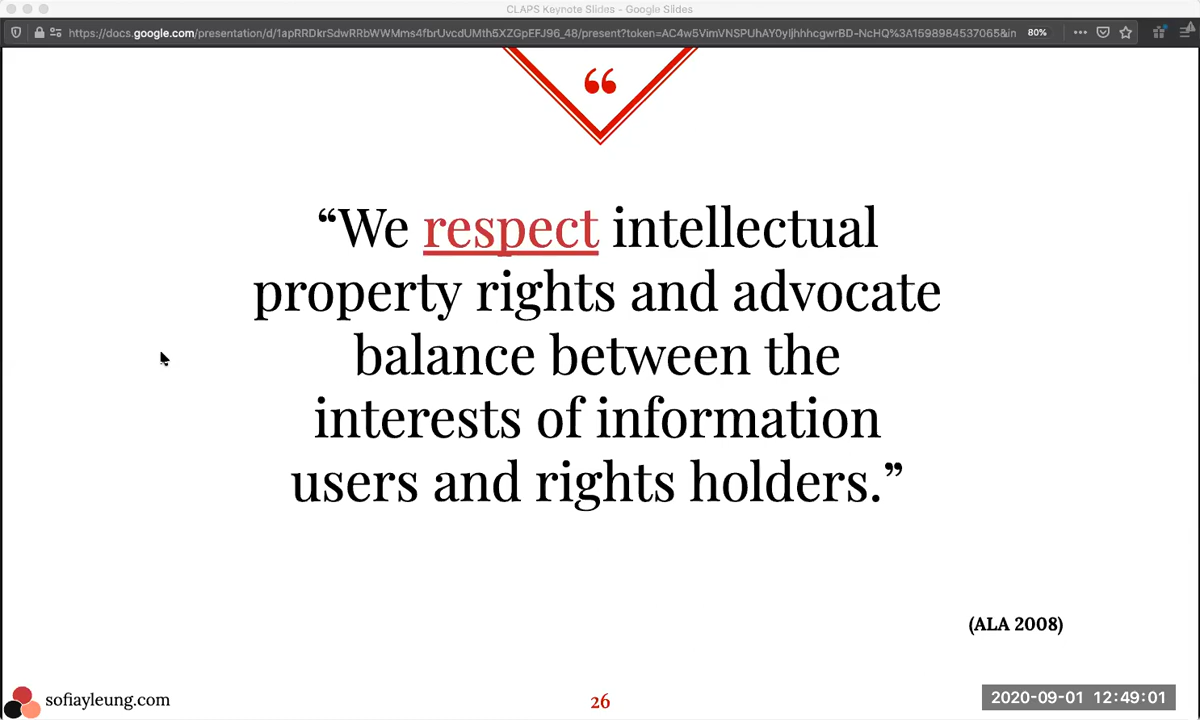 CLAPS Keynote Slides - Google Slides
https://docs.google.com/presentation/d/1apRRDkrSdwRRbWWMms4fbrUvcdUMth5XZGpEFJ96_48/present?token=AC4w5VimVNSPUhAY0yIjhhhcgwrBD-NcHQ%3A1598984537065&in 80%
“
“We respect intellectual
property rights and advocate
balance between the
interests of information
users and rights holders.”
(ALA 2008)
sofiayleung.com
26
2020-09-01 12:49:01